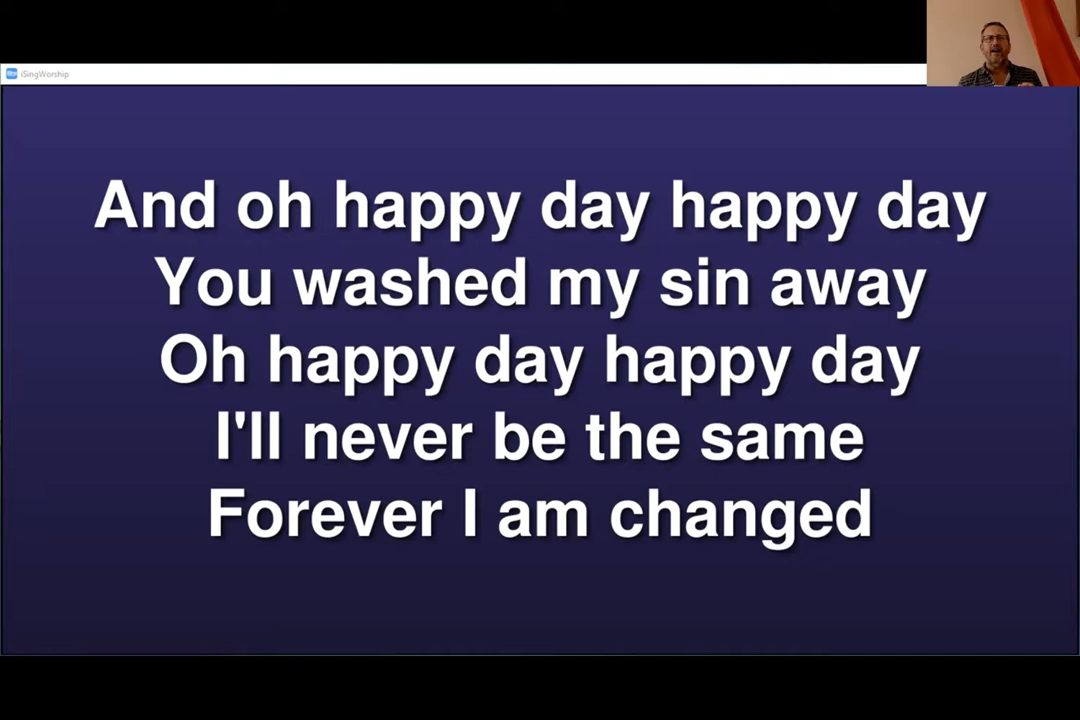 iSingWorship
And oh happy day happy day
You washed my sin away
Oh happy day happy day
I'll never be the same
Forever I am changed